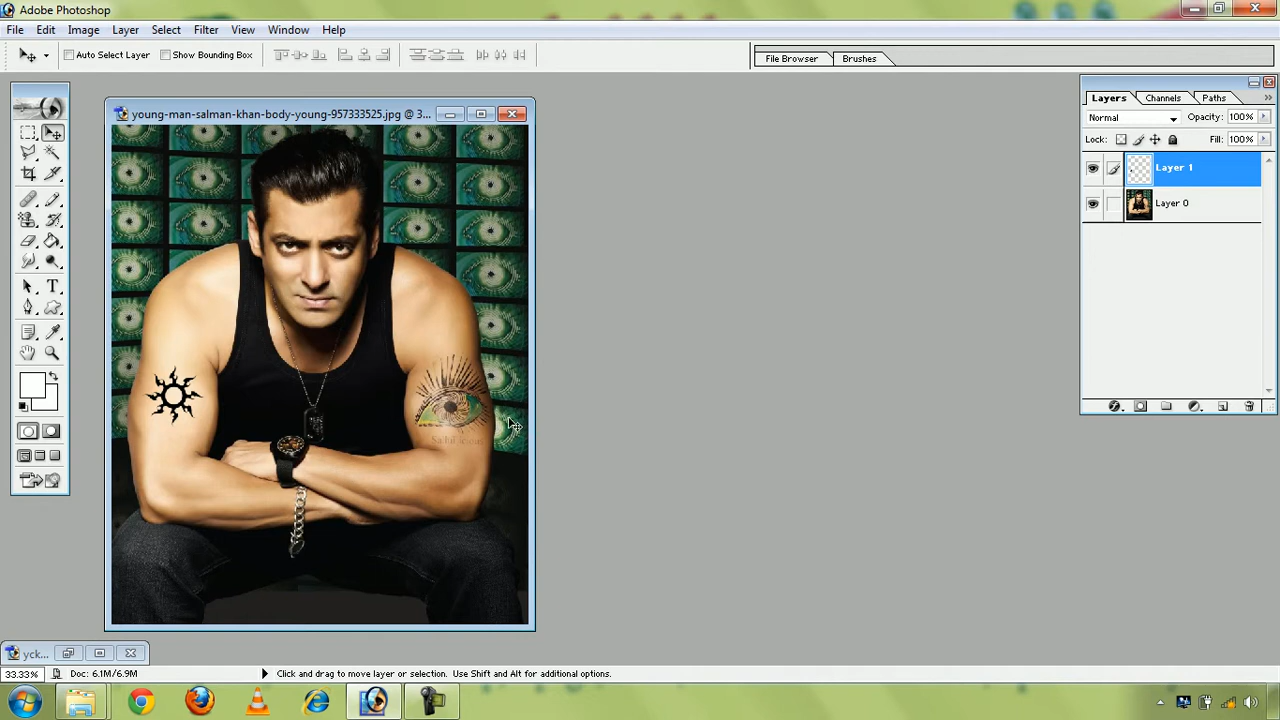 Adobe Photoshop
File Edit Image Layer Select Filter View Window Help
Auto Select Layer Show Bounding Box File Browser Brushes
young-man-salman-khan-body-young-957333525.jpg @ 3...
Layers Channels Paths
Normal Opacity: 100%
Lock: Fill: 100%
Layer 1
Layer 0
T
yck...
33.33% Doc: 6.1M/6.9M Click and drag to move layer or selection. Use Shift and Alt for additional options.